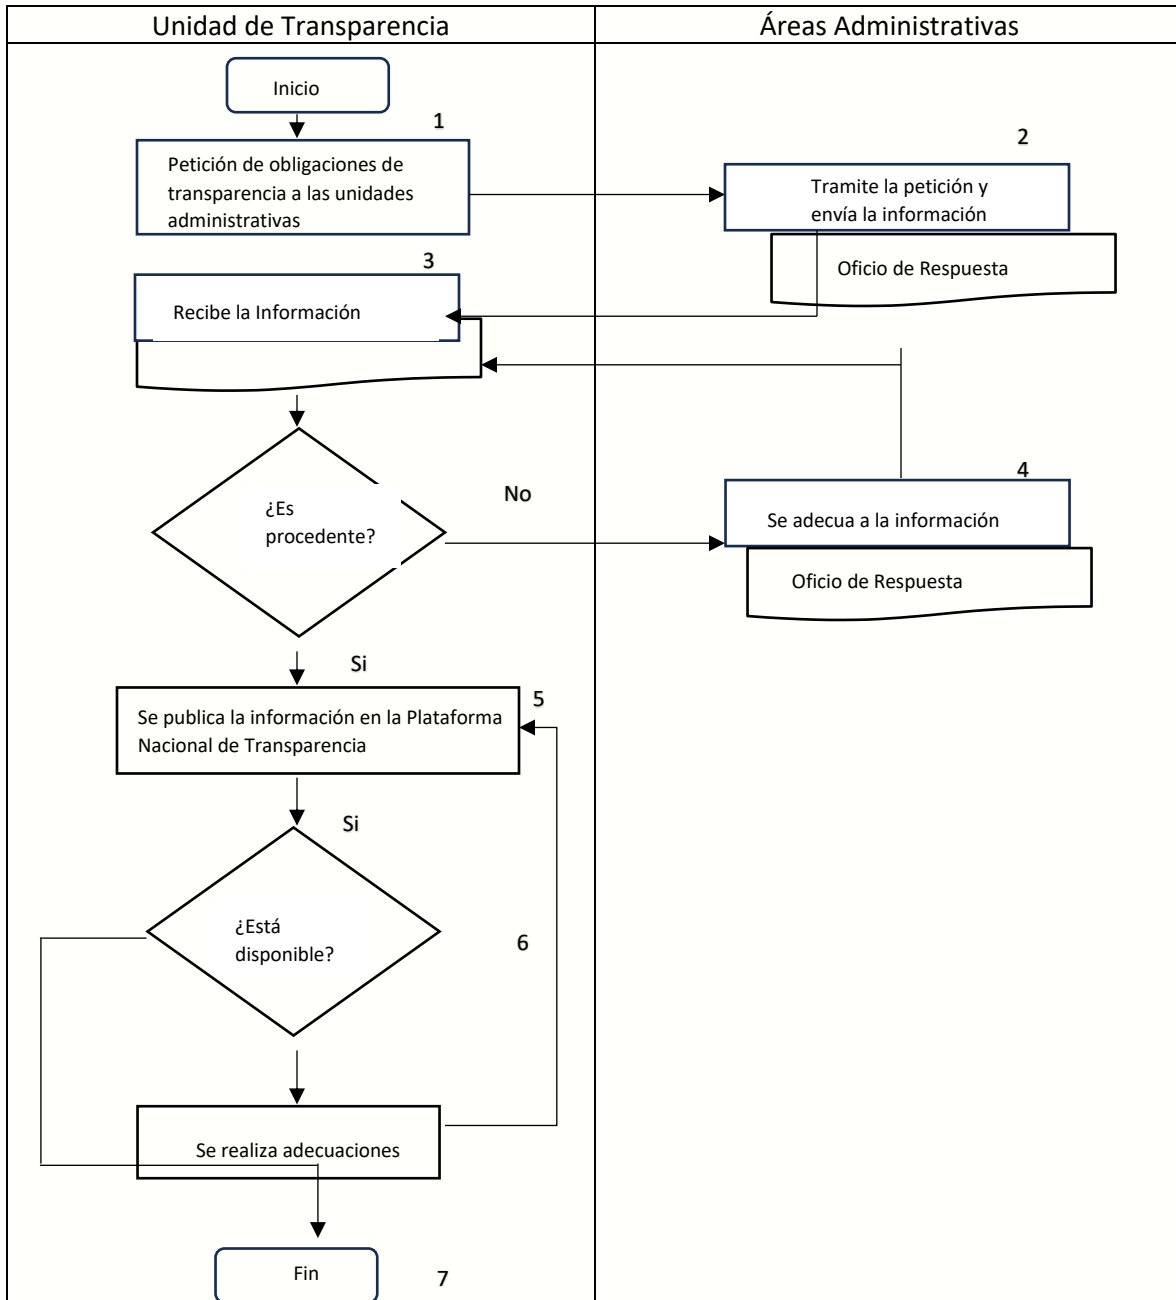 Unidad de Transparencia
Áreas Administrativas
Inicio
1
Petición de obligaciones de
transparencia a las unidades
administrativas
2
Tramite la petición y
envía la información
Oficio de Respuesta
3
Recibe la Información
¿Es
procedente?
No
4
Se adecua a la información
Oficio de Respuesta
Si
5
Se publica la información en la Plataforma
Nacional de Transparencia
Si
¿Está
disponible?
6
Se realiza adecuaciones
Fin
7